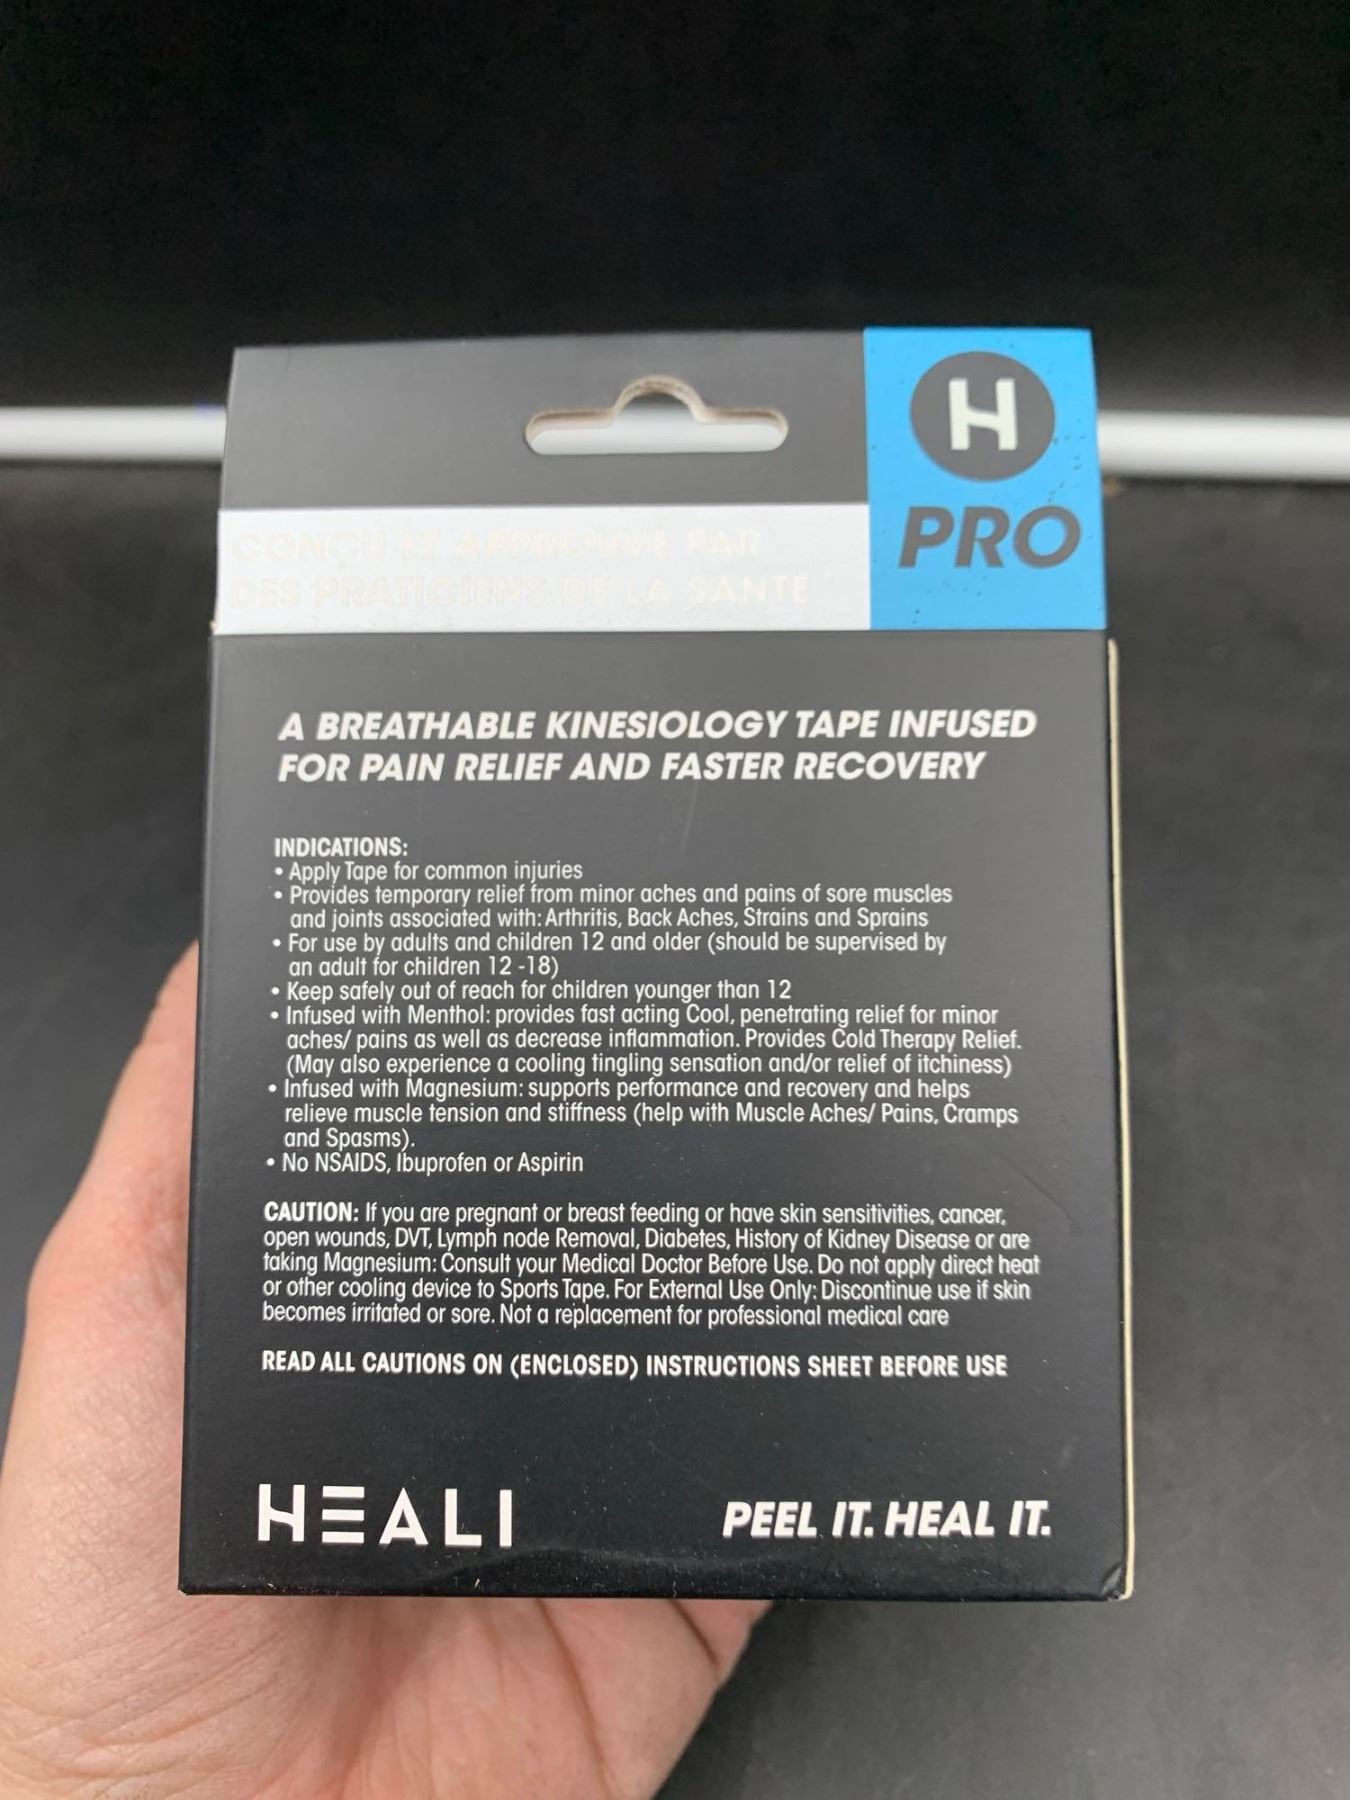 H
PRO
CONÇU ET APPROUVÉ PAR
DES PRATICIENS DE LA SANTÉ
A BREATHABLE KINESIOLOGY TAPE INFUSED
FOR PAIN RELIEF AND FASTER RECOVERY
INDICATIONS:
• Apply Tape for common injuries
• Provides temporary relief from minor aches and pains of sore muscles
and joints associated with: Arthritis, Back Aches, Strains and Sprains
• For use by adults and children 12 and older (should be supervised by
an adult for children 12 -18)
• Keep safely out of reach for children younger than 12
• Infused with Menthol: provides fast acting Cool, penetrating relief for minor
aches/ pains as well as decrease inflammation. Provides Cold Therapy Relief.
(May also experience a cooling tingling sensation and/or relief of itchiness)
• Infused with Magnesium: supports performance and recovery and helps
relieve muscle tension and stiffness (help with Muscle Aches/ Pains, Cramps
and Spasms).
• No NSAIDS, Ibuprofen or Aspirin
CAUTION: If you are pregnant or breast feeding or have skin sensitivities, cancer,
open wounds, DVT, Lymph node Removal, Diabetes, History of Kidney Disease or are
taking Magnesium: Consult your Medical Doctor Before Use. Do not apply direct heat
or other cooling device to Sports Tape. For External Use Only: Discontinue use if skin
becomes irritated or sore. Not a replacement for professional medical care
READ ALL CAUTIONS ON (ENCLOSED) INSTRUCTIONS SHEET BEFORE USE
HEALI
PEEL IT. HEAL IT.